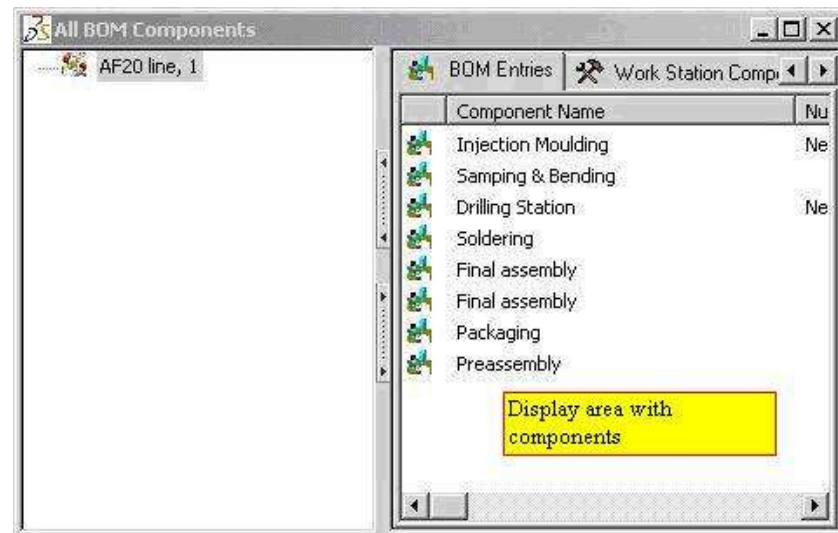 All BOM Components
AF20 line, 1
BOM Entries Work Station Comp
Component Name Nu
Injection Moulding Ne
Samping & Bending
Drilling Station Ne
Soldering
Final assembly
Final assembly
Packaging
Preassembly
Display area with
components